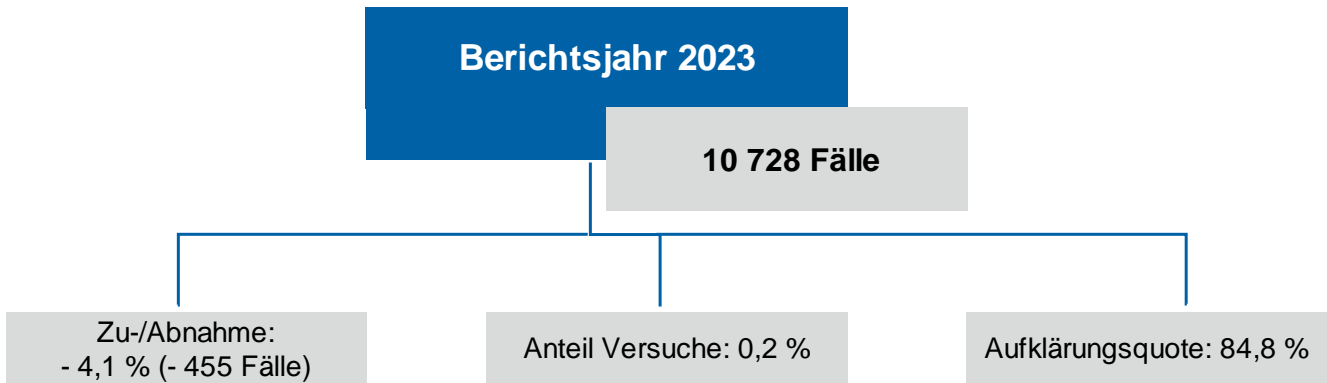 Berichtsjahr 2023
10 728 Fälle
Zu-/Abnahme:
- 4,1 % (- 455 Fälle)
Anteil Versuche: 0,2 %
Aufklärungsquote: 84,8 %